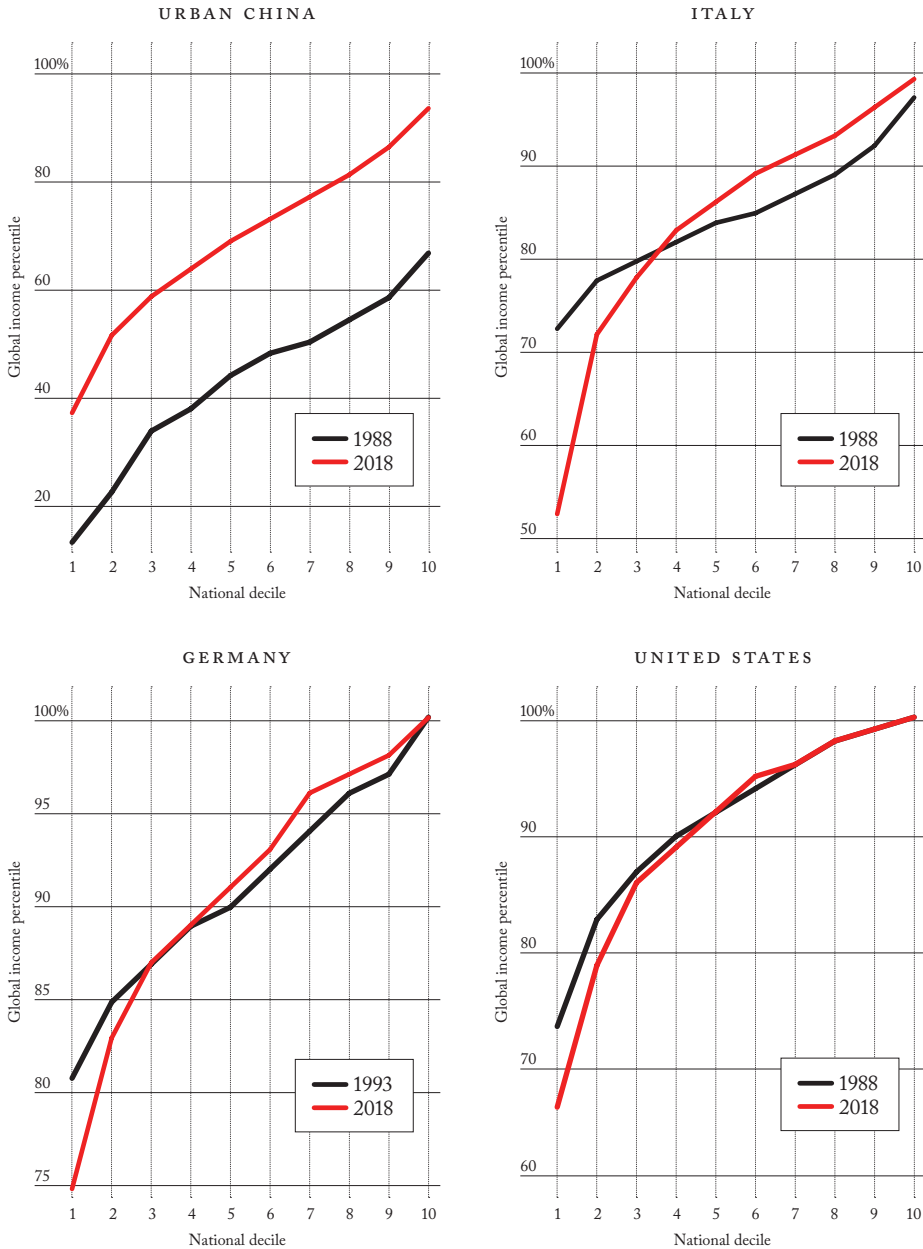 URBAN CHINA
100%
80
60
40
20
Global income percentile
1988
2018
1 2 3 4 5 6 7 8 9 10
National decile
ITALY
100%
90
80
70
60
50
Global income percentile
1988
2018
1 2 3 4 5 6 7 8 9 10
National decile
GERMANY
100%
95
90
85
80
75
Global income percentile
1993
2018
1 2 3 4 5 6 7 8 9 10
National decile
UNITED STATES
100%
90
80
70
60
Global income percentile
1988
2018
1 2 3 4 5 6 7 8 9 10
National decile